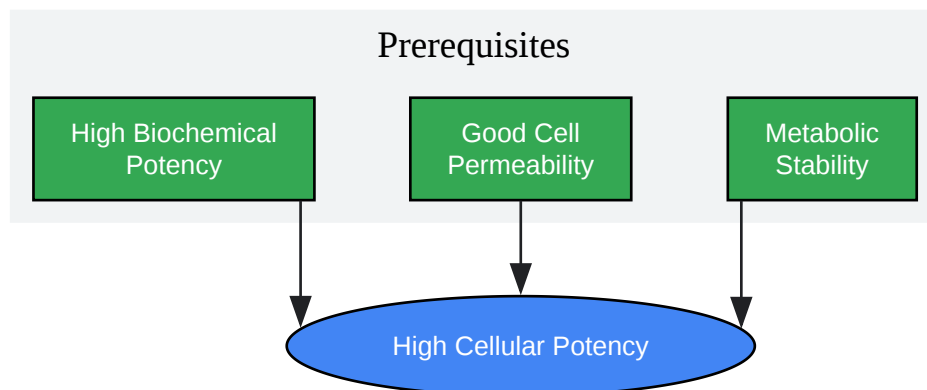 Prerequisites
High Biochemical
Potency
Good Cell
Permeability
Metabolic
Stability
High Cellular Potency